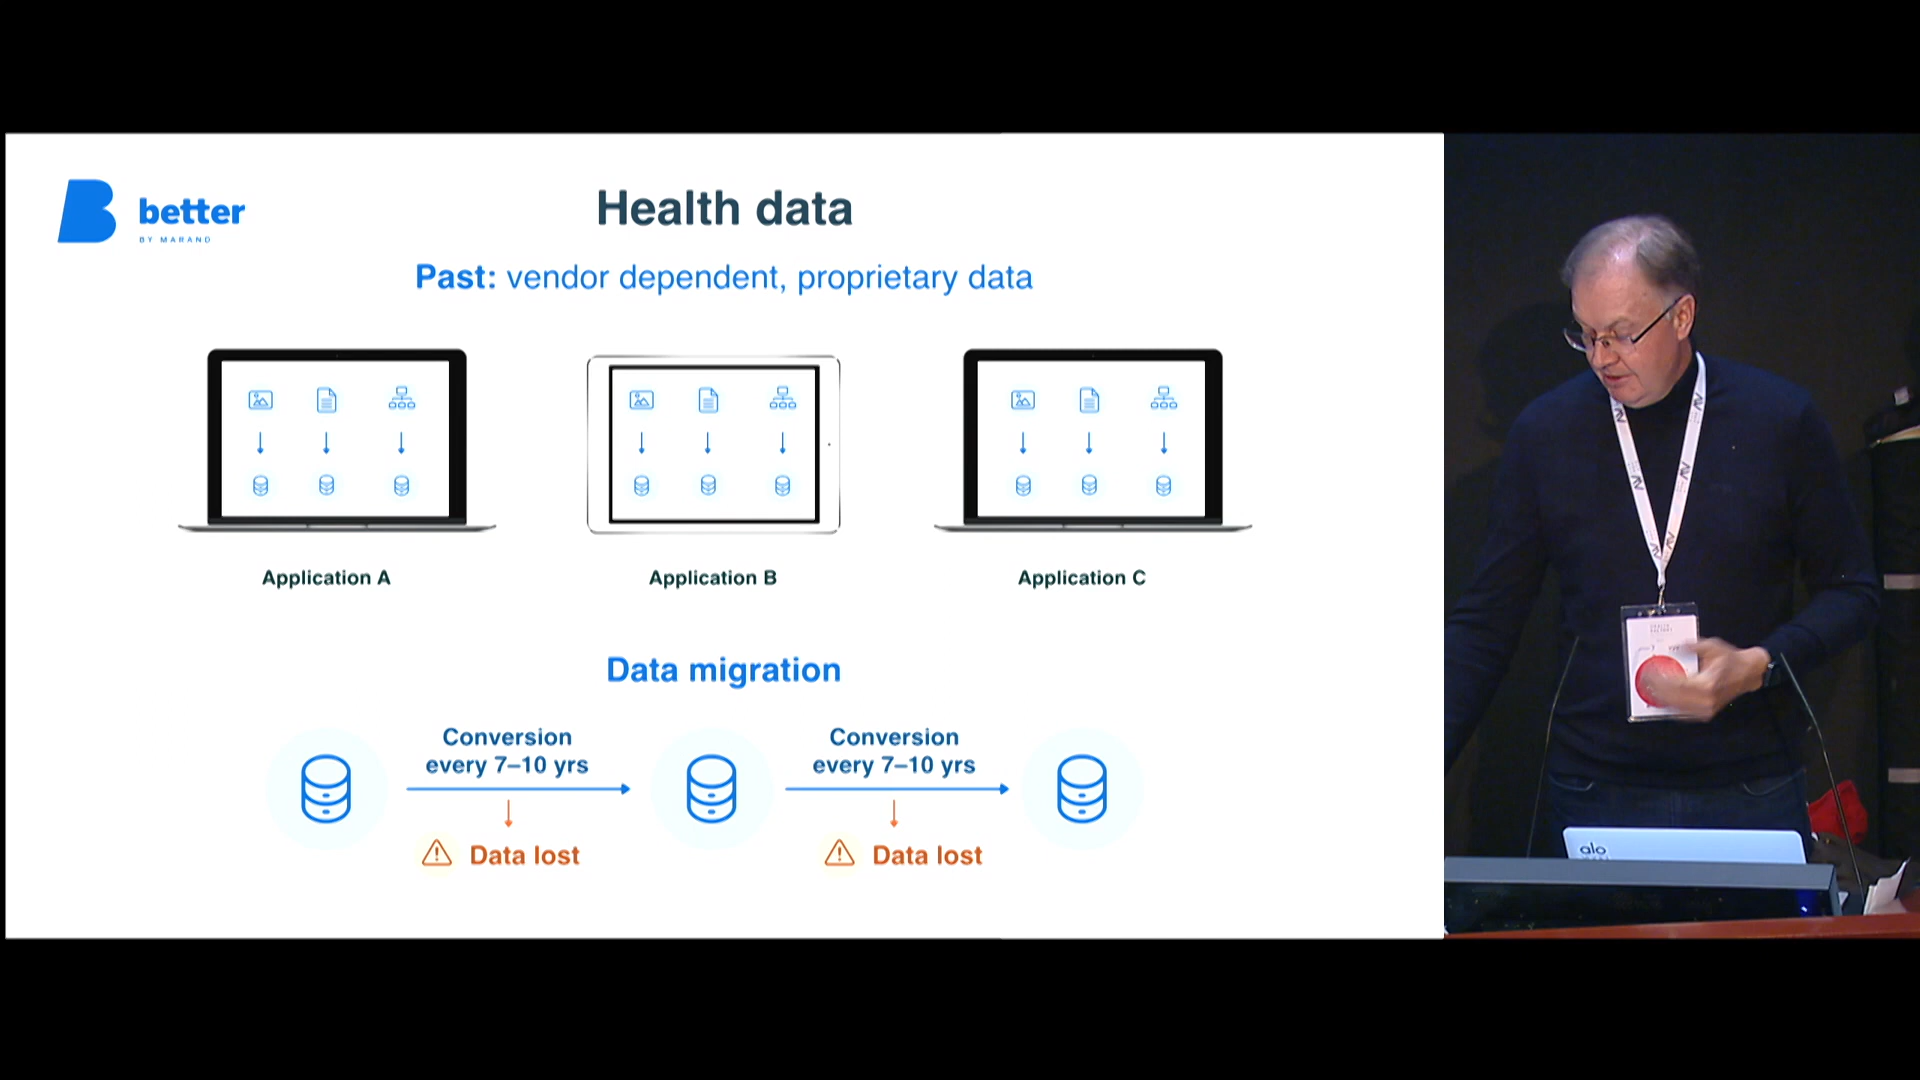 better
BY MARAND
Health data
Past: vendor dependent, proprietary data
Application A
Application B
Application C
Data migration
Conversion
every 7–10 yrs
Conversion
every 7–10 yrs
Data lost
Data lost
alo